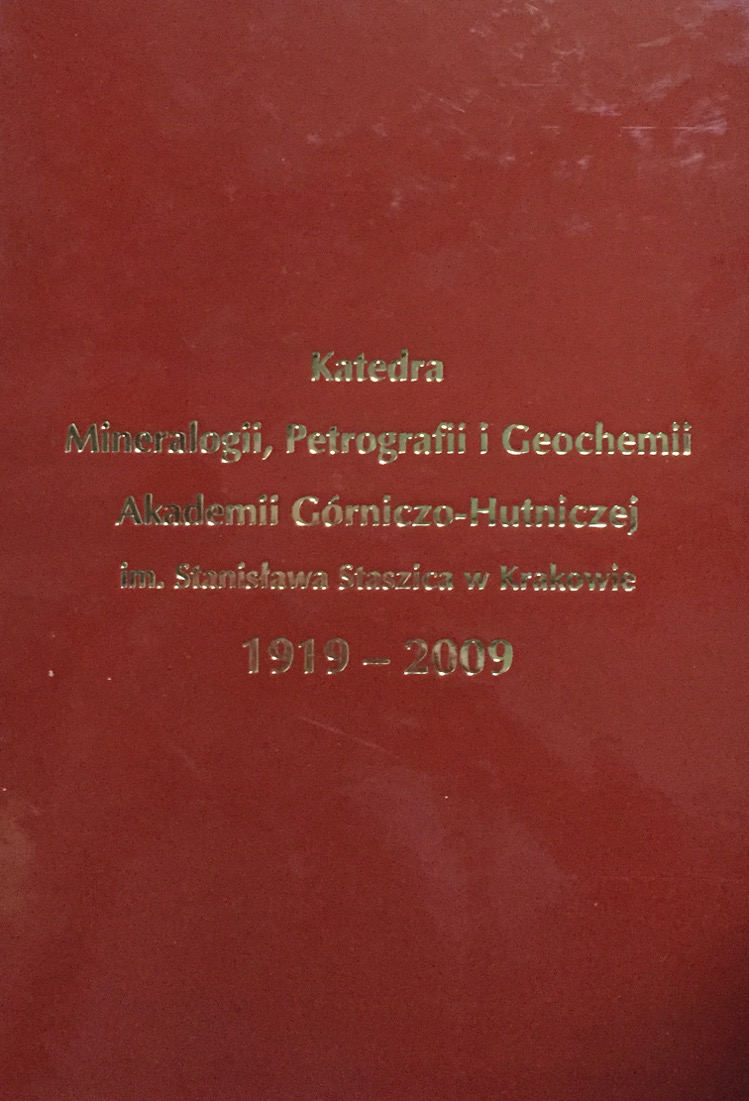 Katedra
Mineralogii, Petrografii i Geochemii
Akademii Górniczo-Hutniczej
im. Stanisława Staszica w Krakowie
1919 – 2009